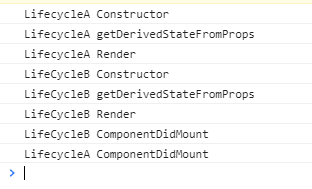 LifecycleA Constructor
LifecycleA getDerivedStateFromProps
LifecycleA Render
LifeCycleB Constructor
LifeCycleB getDerivedStateFromProps
LifeCycleB Render
LifeCycleB ComponentDidMount
LifecycleA ComponentDidMount